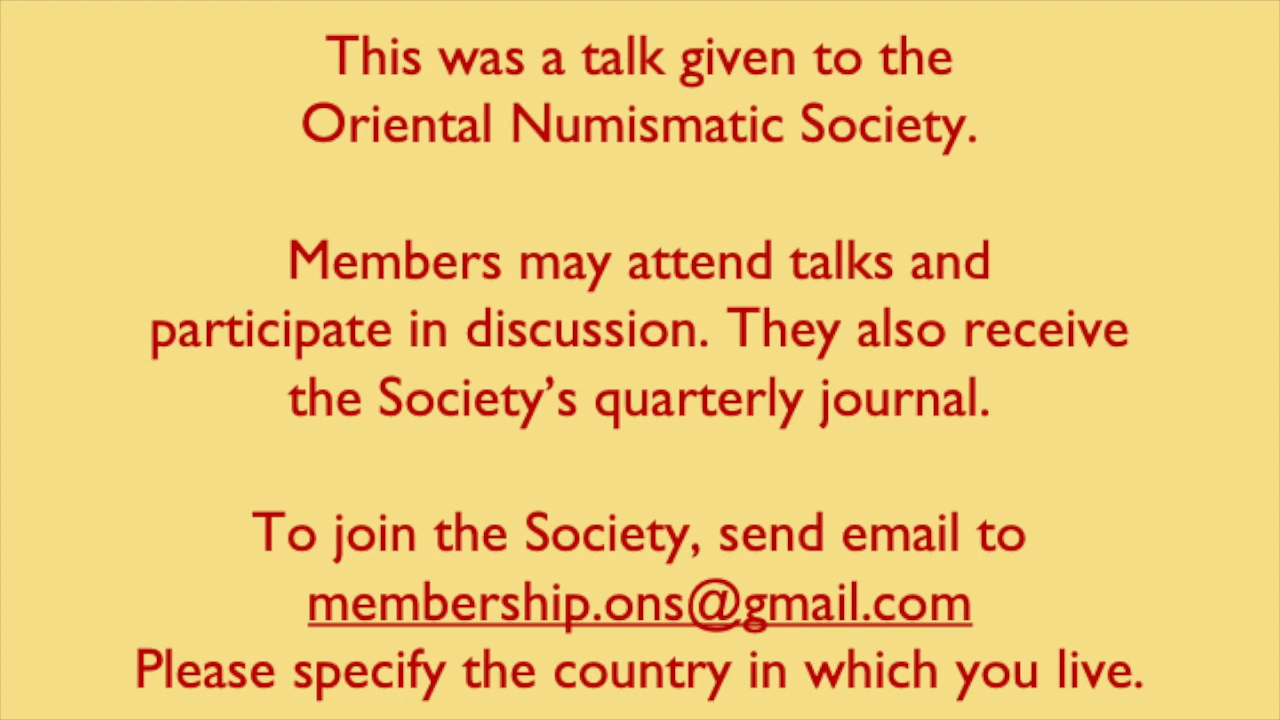 This was a talk given to the
Oriental Numismatic Society.
Members may attend talks and
participate in discussion. They also receive
the Society’s quarterly journal.
To join the Society, send email to
membership.ons@gmail.com
Please specify the country in which you live.